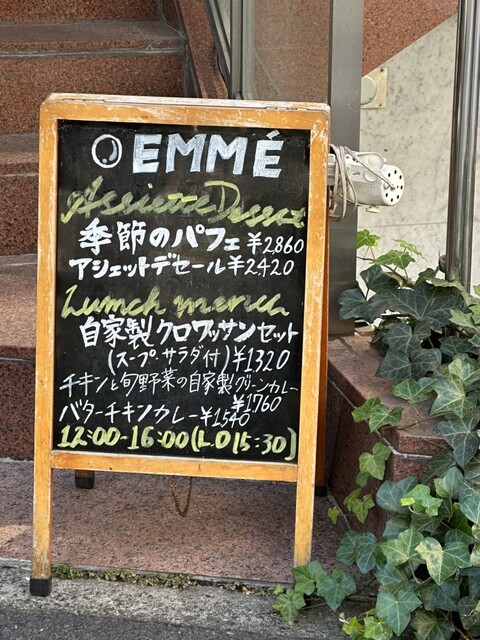 EMMÉ
Assiette Dessert
季節のパフェ ¥2,860
アシェットデセール ¥2420
Lunch menu
自家製クロワッサンセット
(スープ・サラダ付) ¥1320
チキンと旬野菜の自家製グリーンカレー
¥1760
バターチキンカレー ¥1540
12:00-16:00(L.O15:30)